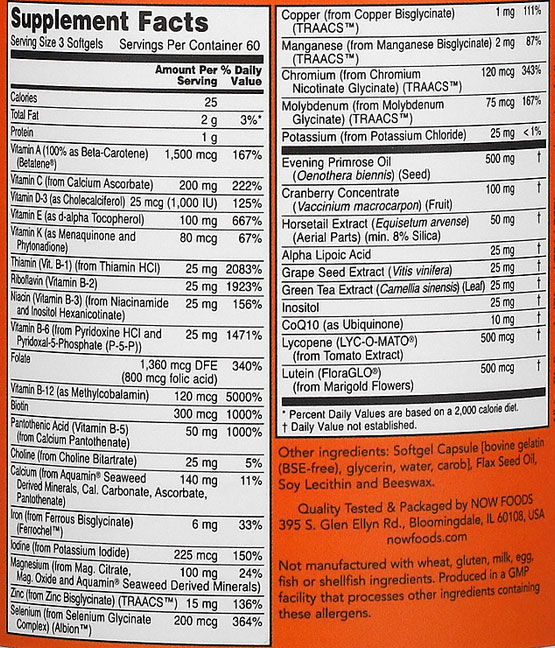 Supplement Facts
Serving Size 3 Softgels Servings Per Container 60
Amount Per % Daily
Serving Value
Calories 25
Total Fat 2 g 3%*
Protein 1 g
Vitamin A (100% as Beta-Carotene) 1,500 mcg 167%
(Betatene®)
Vitamin C (from Calcium Ascorbate) 200 mg 222%
Vitamin D-3 (as Cholecalciferol) 25 mcg (1,000 IU) 125%
Vitamin E (as d-alpha Tocopherol) 100 mg 667%
Vitamin K (as Menaquinone and 80 mcg 67%
Phytonadione)
Thiamin (Vit. B-1) (from Thiamin HCl) 25 mg 2083%
Riboflavin (Vitamin B-2) 25 mg 1923%
Niacin (Vitamin B-3) (from Niacinamide 25 mg 156%
and Inositol Hexanicotinate)
Vitamin B-6 (from Pyridoxine HCl and 25 mg 1471%
Pyridoxal-5-Phosphate (P-5-P))
Folate 1,360 mcg DFE 340%
(800 mcg folic acid)
Vitamin B-12 (as Methylcobalamin) 120 mcg 5000%
Biotin 300 mcg 1000%
Pantothenic Acid (Vitamin B-5) 50 mg 1000%
(from Calcium Pantothenate)
Choline (from Choline Bitartrate) 25 mg 5%
Calcium (from Aquamin® Seaweed 140 mg 11%
Derived Minerals, Cal. Carbonate, Ascorbate,
Pantothenate)
Iron (from Ferrous Bisglycinate) 6 mg 33%
(Ferrochel™)
Iodine (from Potassium Iodide) 225 mcg 150%
Magnesium (from Mag. Citrate, 100 mg 24%
Mag. Oxide and Aquamin® Seaweed Derived Minerals)
Zinc (from Zinc Bisglycinate) (TRAACS™) 15 mg 136%
Selenium (from Selenium Glycinate 200 mcg 364%
Complex) (Albion™)
Copper (from Copper Bisglycinate) 1 mg 111%
(TRAACS™)
Manganese (from Manganese Bisglycinate) 2 mg 87%
(TRAACS™)
Chromium (from Chromium 120 mcg 343%
Nicotinate Glycinate) (TRAACS™)
Molybdenum (from Molybdenum 75 mcg 167%
Glycinate) (TRAACS™)
Potassium (from Potassium Chloride) 25 mg < 1%
Evening Primrose Oil 500 mg †
(Oenothera biennis) (Seed)
Cranberry Concentrate 100 mg †
(Vaccinium macrocarpon) (Fruit)
Horsetail Extract (Equisetum arvense) 50 mg †
(Aerial Parts) (min. 8% Silica)
Alpha Lipoic Acid 25 mg †
Grape Seed Extract (Vitis vinifera) 25 mg †
Green Tea Extract (Camellia sinensis) (Leaf) 25 mg †
Inositol 25 mg †
CoQ10 (as Ubiquinone) 10 mg †
Lycopene (LYC-O-MATO®) 500 mcg †
(from Tomato Extract)
Lutein (FloraGLO®) 500 mcg †
(from Marigold Flowers)
* Percent Daily Values are based on a 2,000 calorie diet.
† Daily Value not established.
Other ingredients: Softgel Capsule [bovine gelatin
(BSE-free), glycerin, water, carob], Flax Seed Oil,
Soy Lecithin and Beeswax.
Quality Tested & Packaged by NOW FOODS
395 S. Glen Ellyn Rd., Bloomingdale, IL 60108, USA
nowfoods.com
Not manufactured with wheat, gluten, milk, egg,
fish or shellfish ingredients. Produced in a GMP
facility that processes other ingredients containing
these allergens.